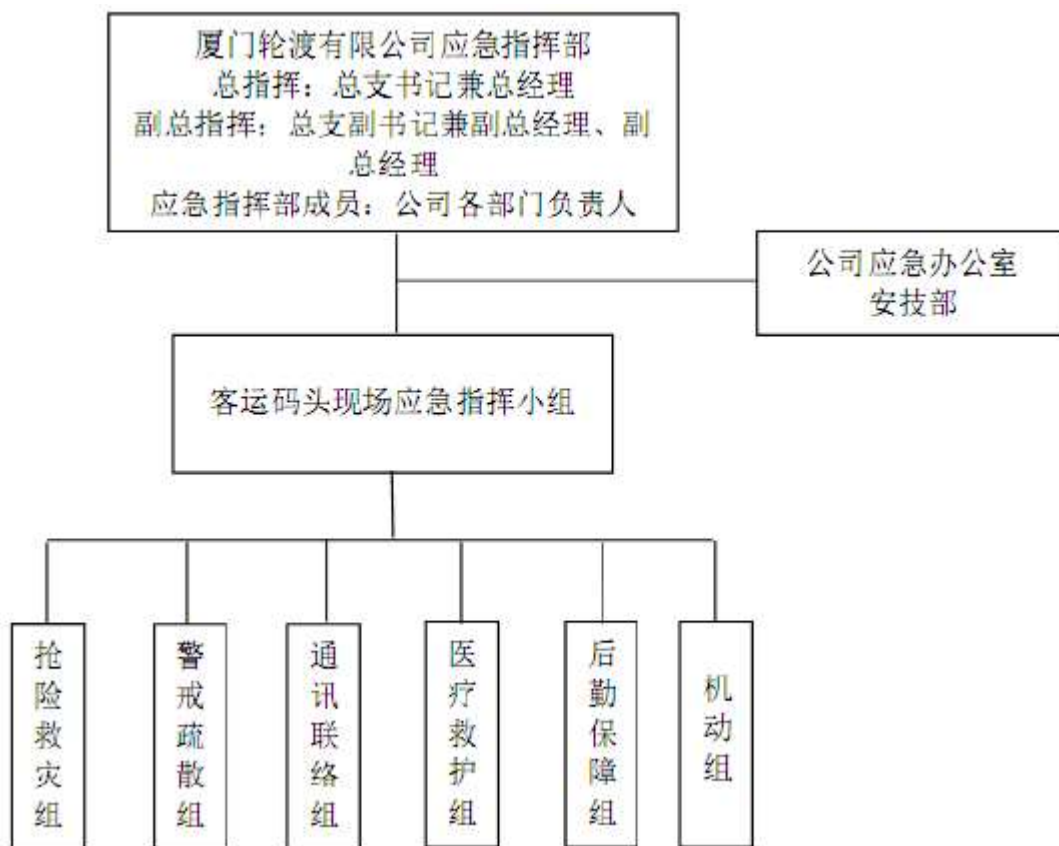 厦门轮渡有限公司应急指挥部
总指挥：总支书记兼总经理
副总指挥：总支副书记兼副总经理、副
总经理
应急指挥部成员：公司各部门负责人
公司应急办公室
安技部
客运码头现场应急指挥小组
抢险救灾组
警戒疏散组
通讯联络组
医疗救护组
后勤保障组
机动组